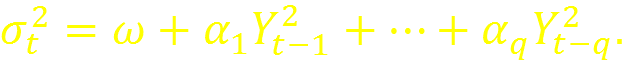 σ_t^2 = ω + α_1 Y_{t−1}^2 + ⋯ + α_q Y_{t−q}^2.